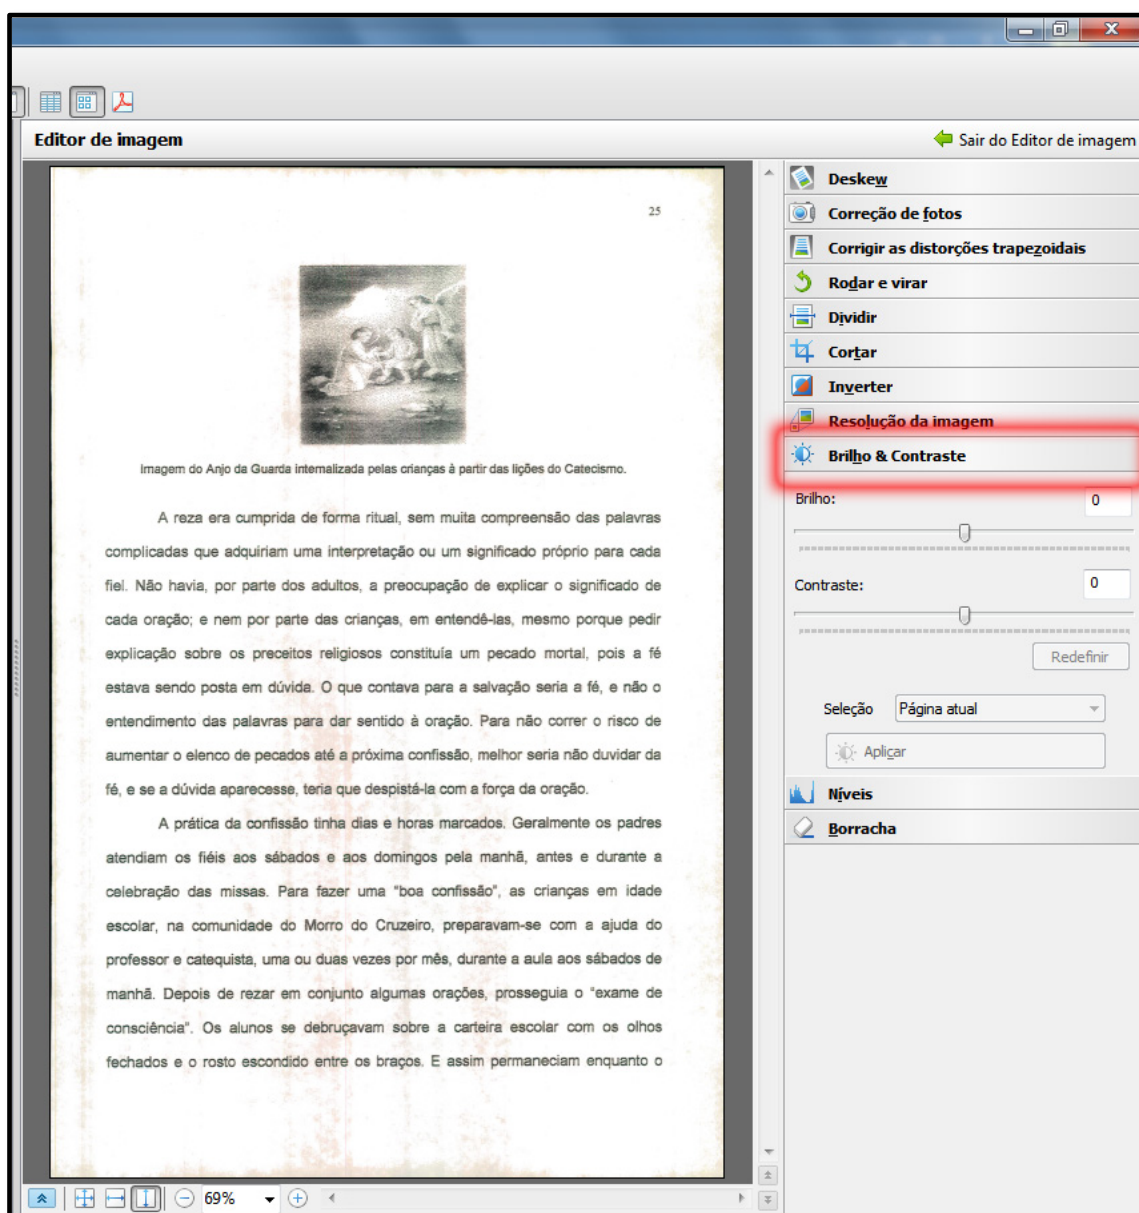 Editor de imagem
Sair do Editor de imagem
25
Imagem do Anjo da Guarda internalizada pelas crianças à partir das lições do Catecismo.
A reza era cumprida de forma ritual, sem muita compreensão das palavras
complicadas que adquiriam uma interpretação ou um significado próprio para cada
fiel. Não havia, por parte dos adultos, a preocupação de explicar o significado de
cada oração; e nem por parte das crianças, em entendê-las, mesmo porque pedir
explicação sobre os preceitos religiosos constituía um pecado mortal, pois a fé
estava sendo posta em dúvida. O que contava para a salvação seria a fé, e não o
entendimento das palavras para dar sentido à oração. Para não correr o risco de
aumentar o elenco de pecados até a próxima confissão, melhor seria não duvidar da
fé, e se a dúvida aparecesse, teria que despistá-la com a força da oração.
A prática da confissão tinha dias e horas marcados. Geralmente os padres
atendiam os fiéis aos sábados e aos domingos pela manhã, antes e durante a
celebração das missas. Para fazer uma "boa confissão", as crianças em idade
escolar, na comunidade do Morro do Cruzeiro, preparavam-se com a ajuda do
professor e catequista, uma ou duas vezes por mês, durante a aula aos sábados de
manhã. Depois de rezar em conjunto algumas orações, prosseguia o "exame de
consciência". Os alunos se debruçavam sobre a carteira escolar com os olhos
fechados e o rosto escondido entre os braços. E assim permaneciam enquanto o
69%
Deskew
Correção de fotos
Corrigir as distorções trapezoidais
Rodar e virar
Dividir
Cortar
Inverter
Resolução da imagem
Brilho & Contraste
Brilho:
0
Contraste:
0
Redefinir
Seleção
Página atual
Aplicar
Níveis
Borracha